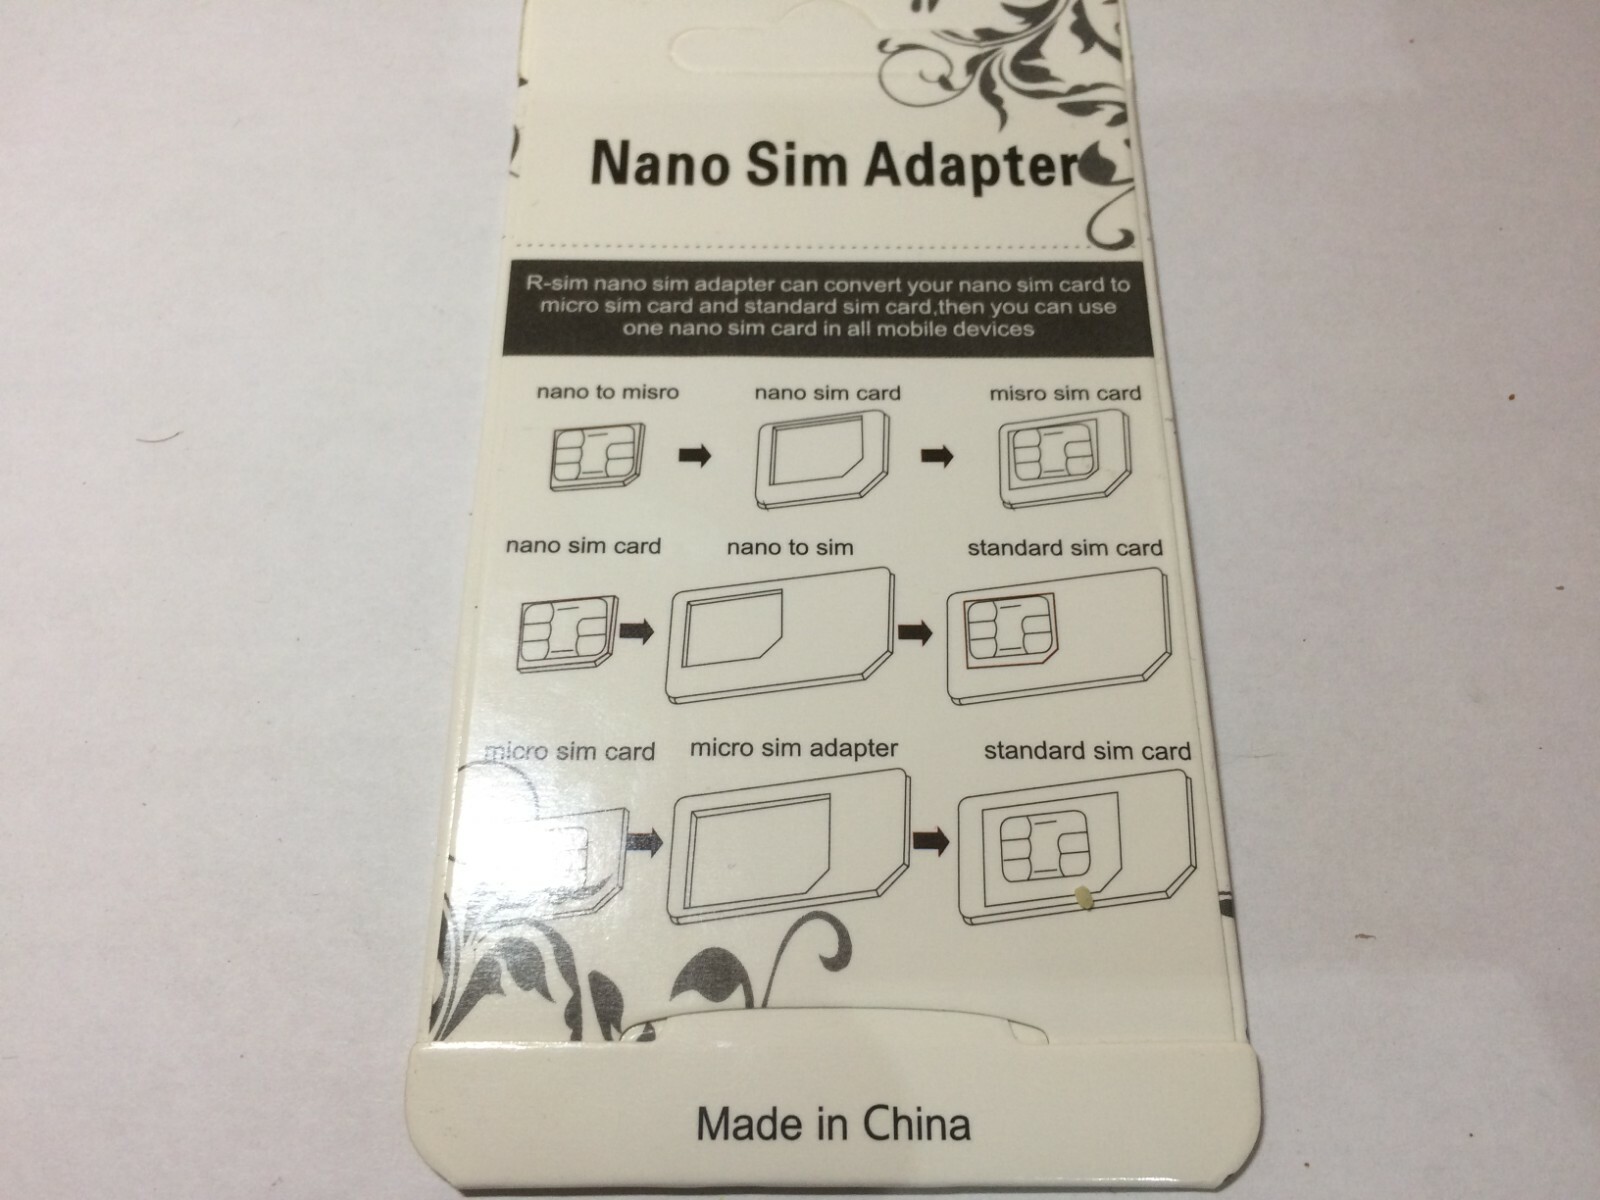 Nano Sim Adapter
R-sim nano sim adapter can convert your nano sim card to
micro sim card and standard sim card,then you can use
one nano sim card in all mobile devices
nano to misro nano sim card misro sim card
nano sim card nano to sim standard sim card
micro sim card micro sim adapter standard sim card
Made in China